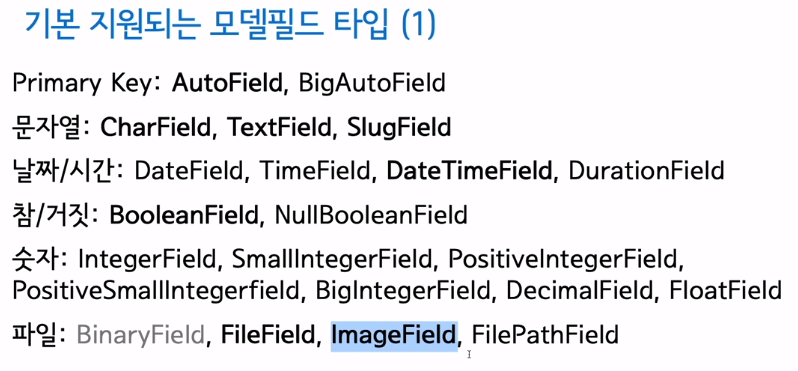 기본 지원되는 모델필드 타입 (1)
Primary Key: AutoField, BigAutoField
문자열: CharField, TextField, SlugField
날짜/시간: DateField, TimeField, DateTimeField, DurationField
참/거짓: BooleanField, NullBooleanField
숫자: IntegerField, SmallIntegerField, PositiveIntegerField,
PositiveSmallIntegerfield, BigIntegerField, DecimalField, FloatField
파일: BinaryField, FileField, ImageField, FilePathField